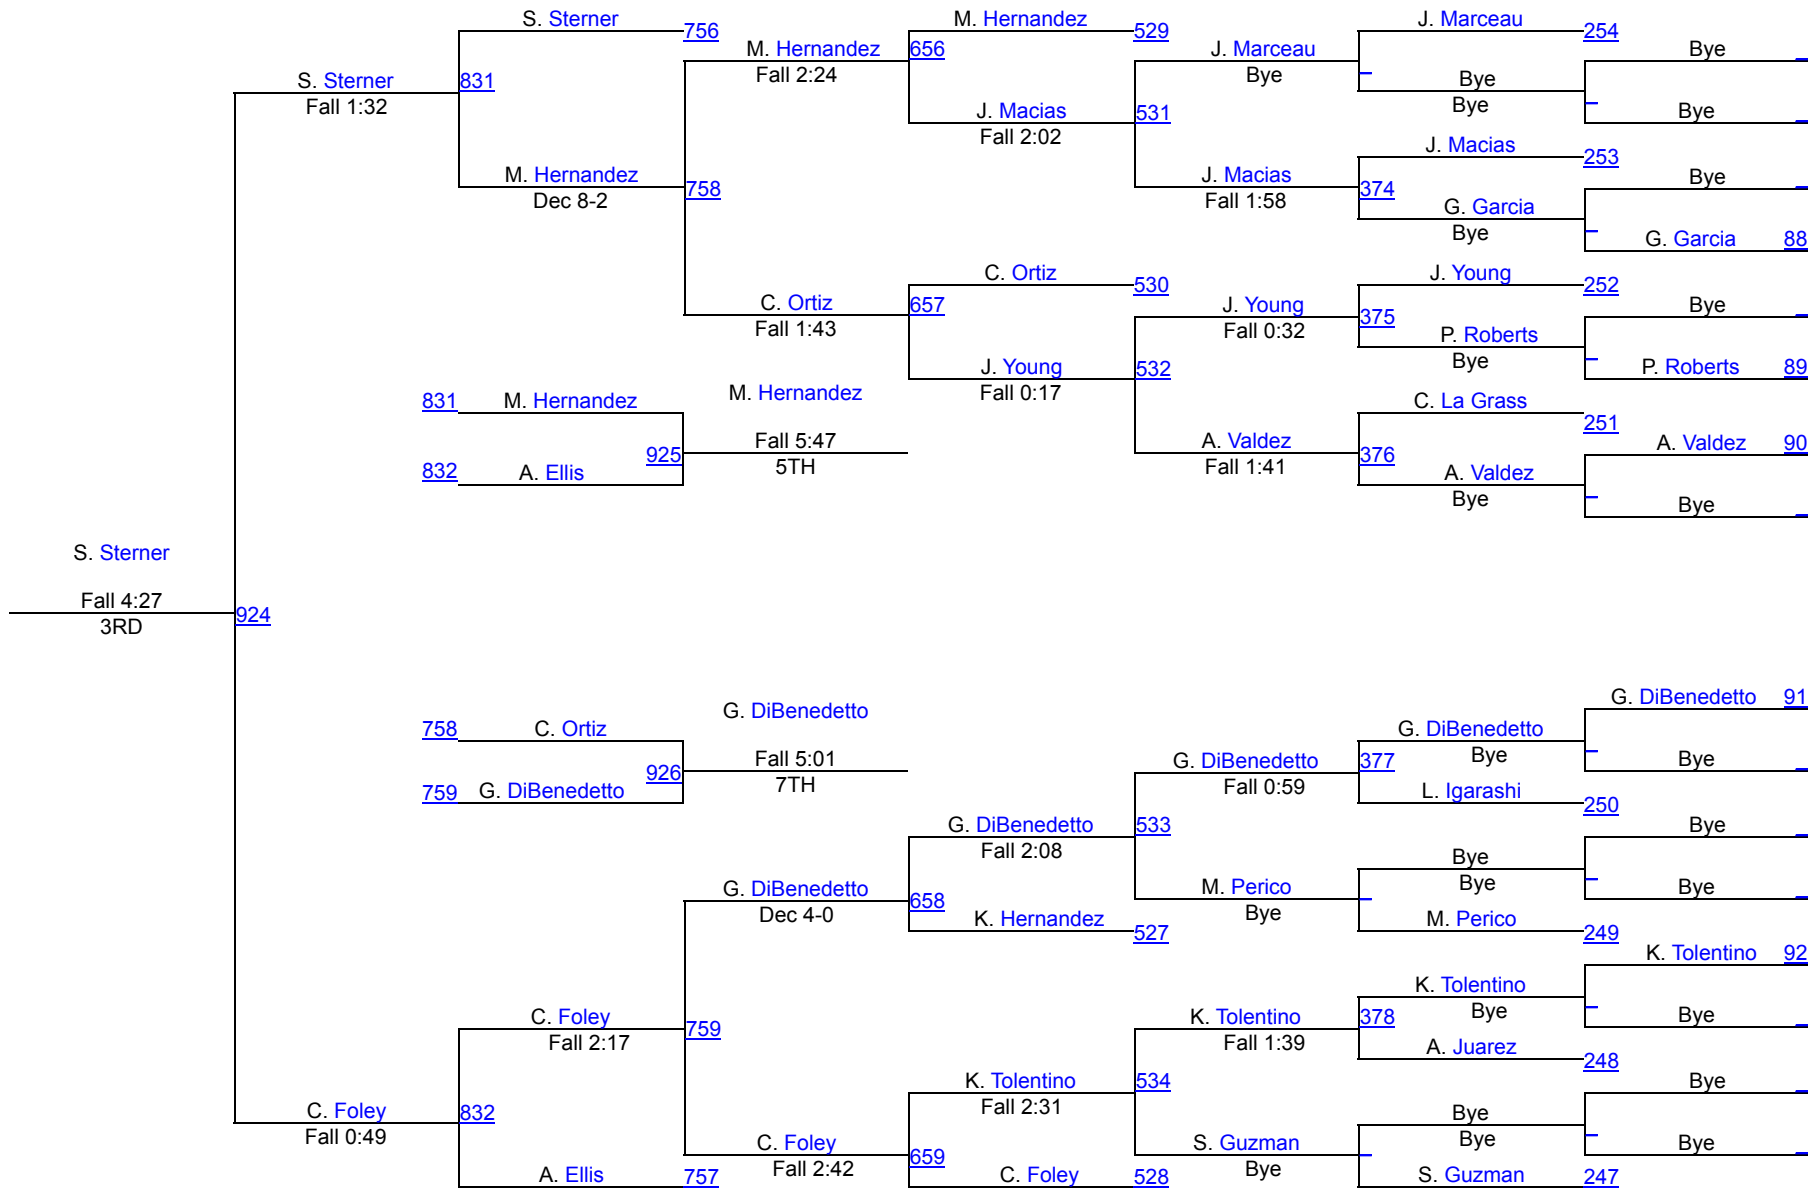 S. Sterner 756
M. Hernandez 529
J. Marceau 254
M. Hernandez 656
Fall 2:24
J. Marceau
Bye
Bye
S. Sterner 831
Fall 1:32
Bye
Bye
J. Macias 531
Fall 2:02
Bye
J. Macias 253
M. Hernandez 758
Dec 8-2
J. Macias 374
Fall 1:58
Bye
G. Garcia
Bye
G. Garcia 88
C. Ortiz 530
J. Young 252
C. Ortiz 657
Fall 1:43
J. Young 375
Fall 0:32
Bye
P. Roberts
Bye
J. Young 532
Fall 0:17
P. Roberts 89
831 M. Hernandez
M. Hernandez
C. La Grass 251
Fall 5:47
5TH
925
832 A. Ellis
A. Valdez 376
Fall 1:41
A. Valdez 90
A. Valdez
Bye
Bye
S. Sterner
Fall 4:27
3RD
924
G. DiBenedetto 91
758 C. Ortiz
G. DiBenedetto
G. DiBenedetto
Bye
Fall 5:01
7TH
926
G. DiBenedetto 377
Fall 0:59
Bye
759 G. DiBenedetto
L. Igarashi 250
G. DiBenedetto 533
Fall 2:08
Bye
Bye
Bye
G. DiBenedetto 658
Dec 4-0
M. Perico
Bye
Bye
K. Hernandez 527
M. Perico 249
K. Tolentino 92
K. Tolentino
Bye
C. Foley 759
Fall 2:17
K. Tolentino 378
Fall 1:39
Bye
A. Juarez 248
K. Tolentino 534
Fall 2:31
Bye
C. Foley 832
Fall 0:49
Bye
Bye
C. Foley 659
Fall 2:42
S. Guzman
Bye
Bye
A. Ellis 757
C. Foley 528
S. Guzman 247